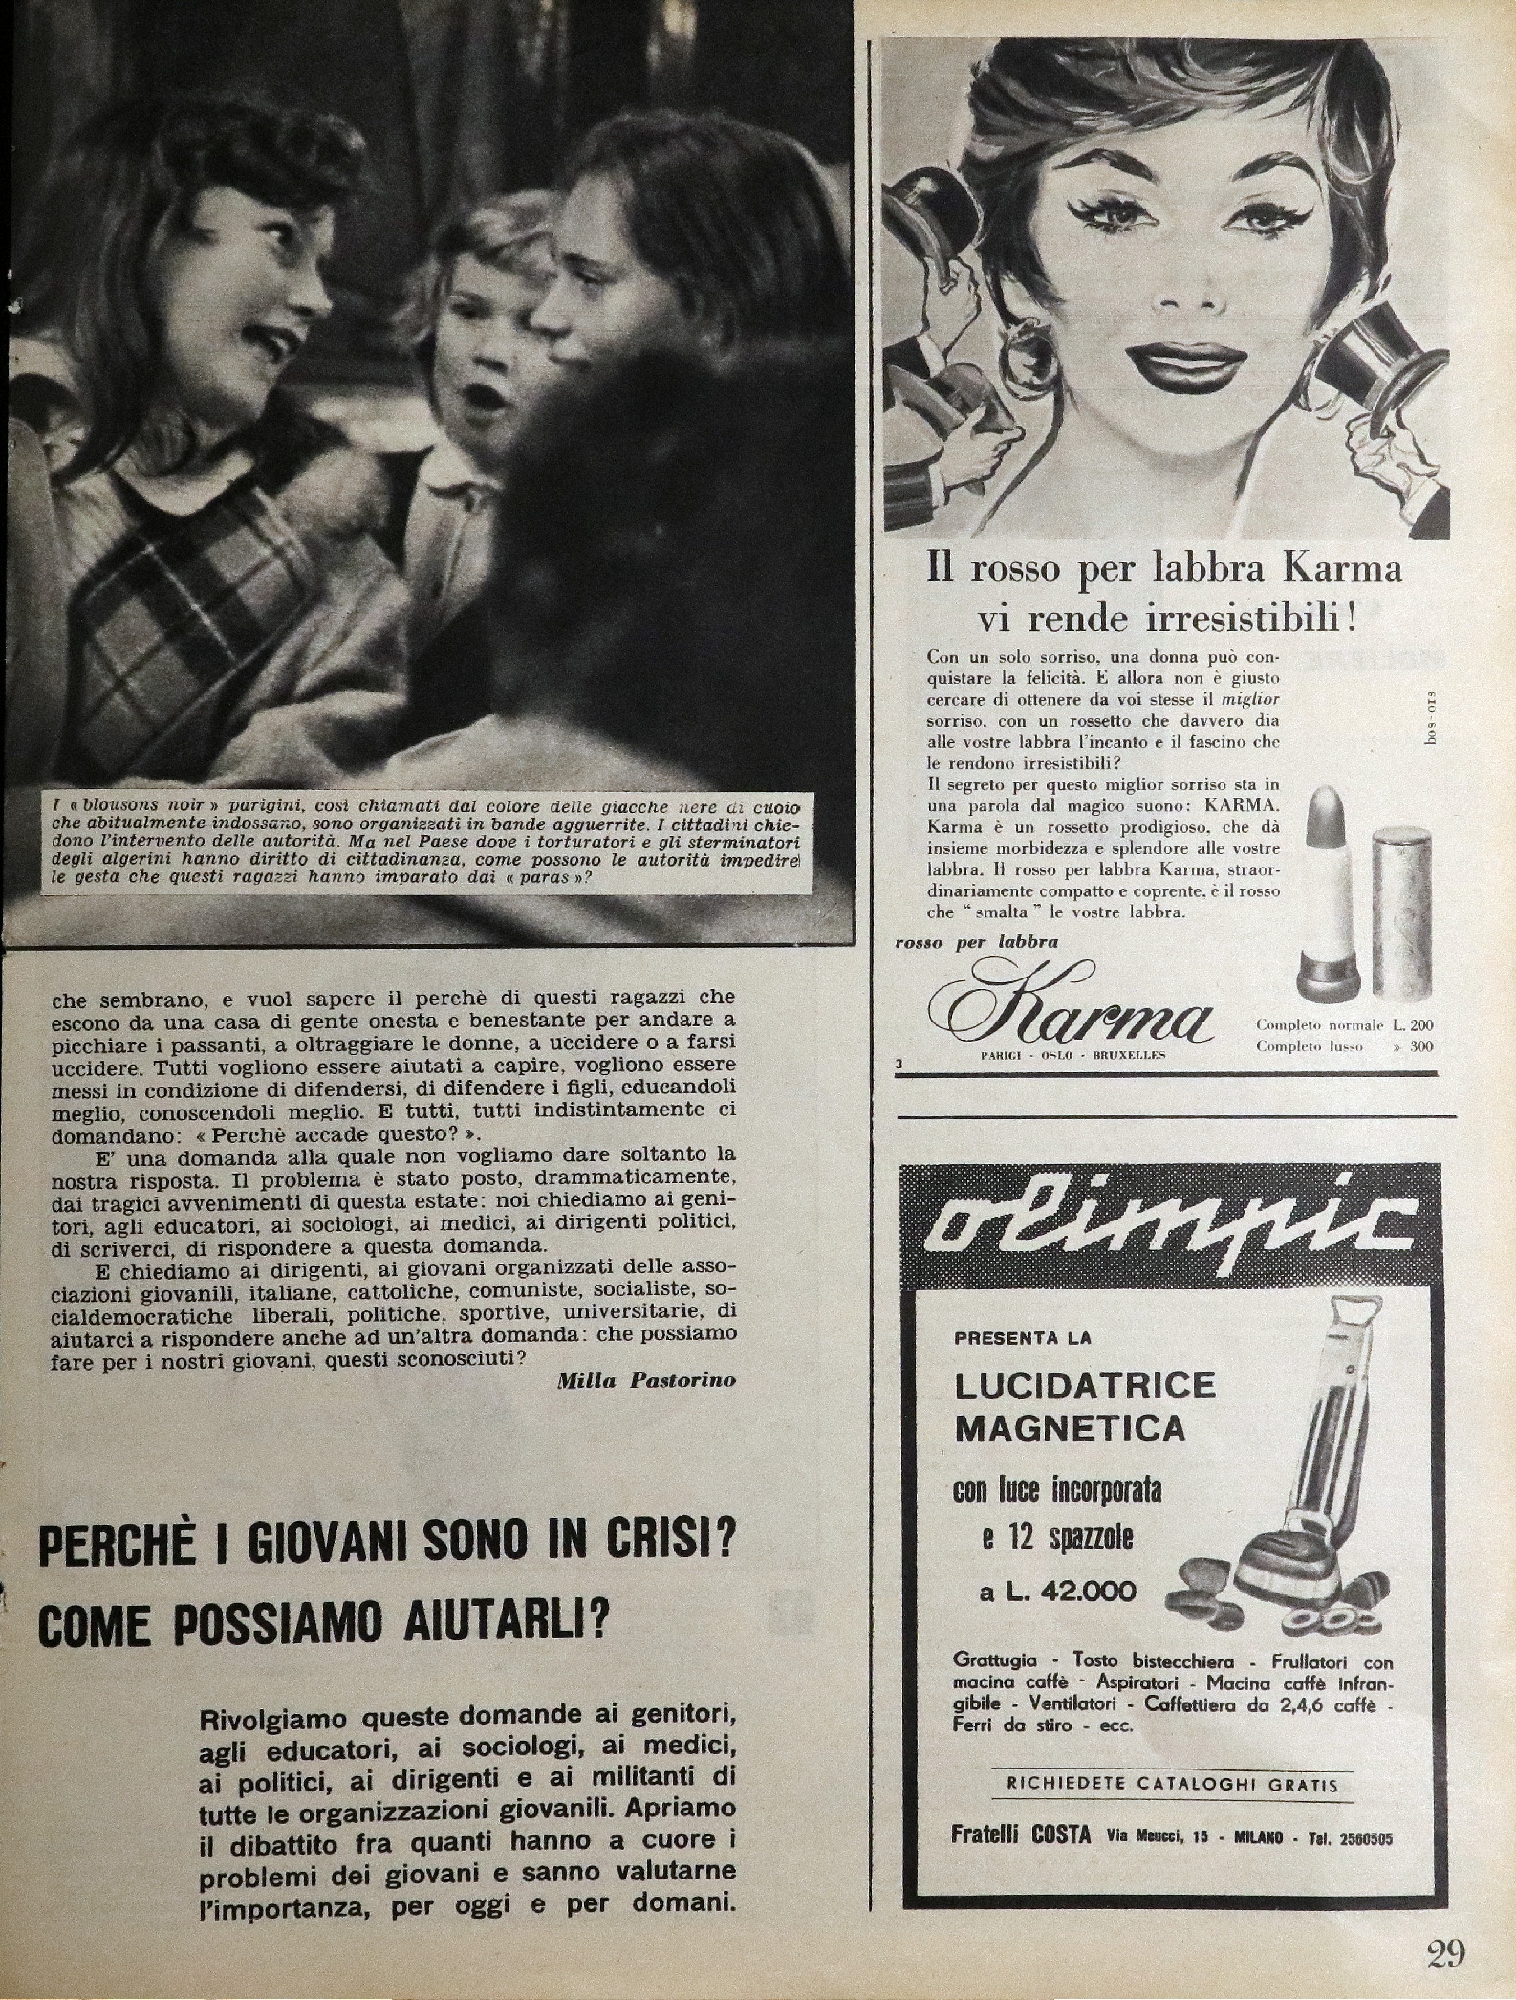 I « blousons noir » parigini, così chiamati dal colore delle giacche nere di cuoio
che abitualmente indossano, sono organizzati in bande agguerrite. I cittadini chie-
dono l'intervento delle autorità. Ma nel Paese dove i torturatori e gli sterminatori
degli algerini hanno diritto di cittadinanza, come possono le autorità impedire
le gesta che questi ragazzi hanno imparato dai « paras »?
che sembrano, e vuol sapere il perchè di questi ragazzi che
escono da una casa di gente onesta e benestante per andare a
picchiare i passanti, a oltraggiare le donne, a uccidere o a farsi
uccidere. Tutti vogliono essere aiutati a capire, vogliono essere
messi in condizione di difendersi, di difendere i figli, educandoli
meglio, conoscendoli meglio. E tutti, tutti indistintamente ci
domandano: « Perchè accade questo? ».
E' una domanda alla quale non vogliamo dare soltanto la
nostra risposta. Il problema è stato posto, drammaticamente,
dai tragici avvenimenti di questa estate: noi chiediamo ai geni-
tori, agli educatori, ai sociologi, ai medici, ai dirigenti politici,
di scriverci, di rispondere a questa domanda.
E chiediamo ai dirigenti, ai giovani organizzati delle asso-
ciazioni giovanili, italiane, cattoliche, comuniste, socialiste, so-
cialdemocratiche liberali, politiche, sportive, universitarie, di
aiutarci a rispondere anche ad un'altra domanda: che possiamo
fare per i nostri giovani, questi sconosciuti?
Milla Pastorino
PERCHÈ I GIOVANI SONO IN CRISI?
COME POSSIAMO AIUTARLI?
Rivolgiamo queste domande ai genitori,
agli educatori, ai sociologi, ai medici,
ai politici, ai dirigenti e ai militanti di
tutte le organizzazioni giovanili. Apriamo
il dibattito fra quanti hanno a cuore i
problemi dei giovani e sanno valutarne
l'importanza, per oggi e per domani.
Il rosso per labbra Karma
vi rende irresistibili!
Con un solo sorriso, una donna può con-
quistare la felicità. E allora non è giusto
cercare di ottenere da voi stesse il miglior
sorriso, con un rossetto che davvero dia
alle vostre labbra l'incanto e il fascino che
le rendono irresistibili?
Il segreto per questo miglior sorriso sta in
una parola dal magico suono: KARMA.
Karma è un rossetto prodigioso, che dà
insieme morbidezza e splendore alle vostre
labbra. Il rosso per labbra Karma, straor-
dinariamente compatto e coprente, è il rosso
che " smalta " le vostre labbra.
rosso per labbra
Karma
PARIGI - OSLO - BRUXELLES
Completo normale L. 200
Completo lusso » 300
3
olimpic
PRESENTA LA
LUCIDATRICE
MAGNETICA
con luce incorporata
e 12 spazzole
a L. 42.000
Grattugia - Tosto bistecchiera - Frullatori con
macina caffè - Aspiratori - Macina caffè Infran-
gibile - Ventilatori - Caffettiera da 2,4,6 caffè -
Ferri da stiro - ecc.
RICHIEDETE CATALOGHI GRATIS
Fratelli COSTA Via Meucci, 15 - MILANO - Tel. 2560505
29